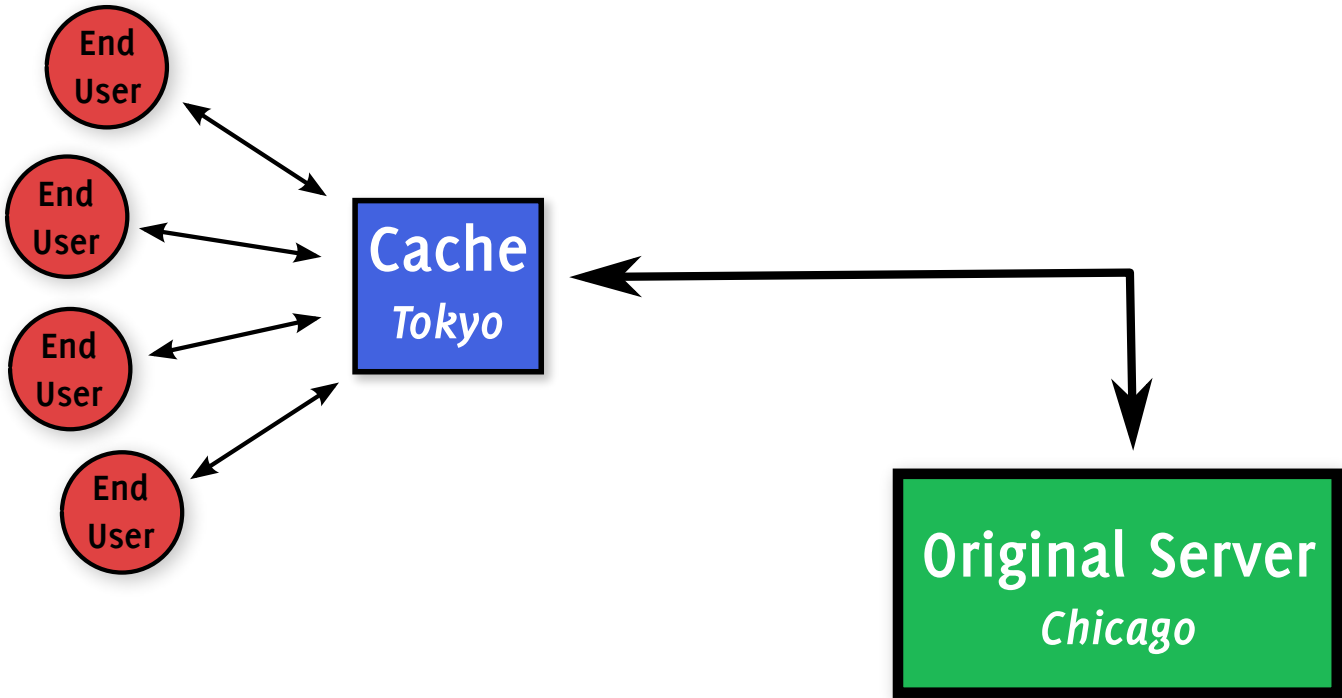 End
User
End
User
End
User
End
User
Cache
Tokyo
Original Server
Chicago